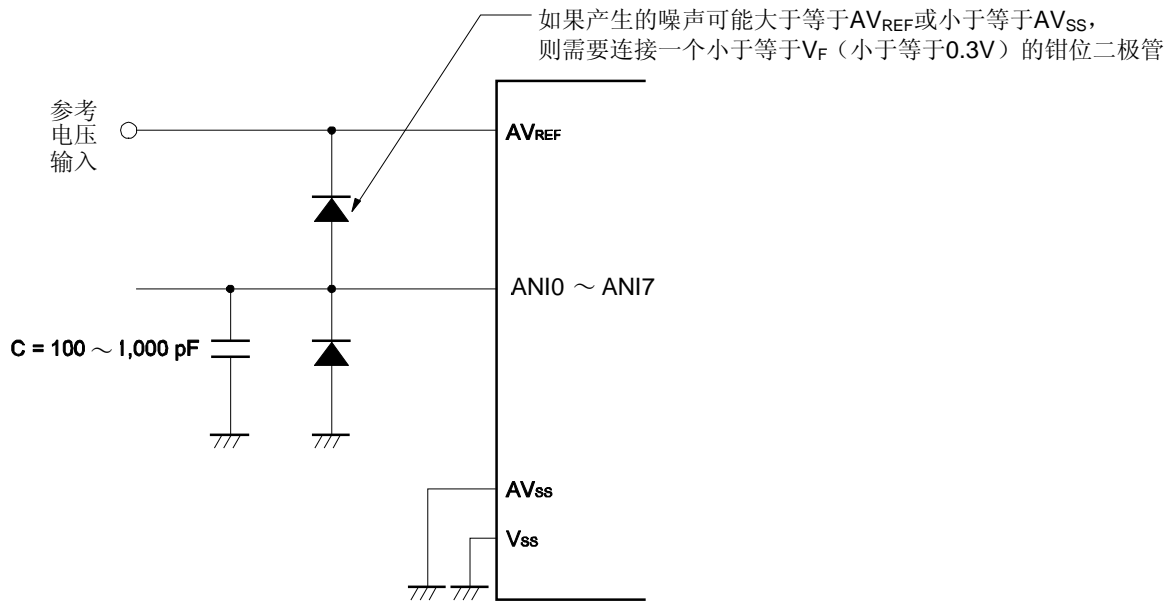 如果产生的噪声可能大于等于AVREF或小于等于AVSS，
则需要连接一个小于等于VF（小于等于0.3V）的钳位二极管
参考
电压
输入
AVREF
ANI0 ～ ANI7
C = 100 ～ 1,000 pF
AVSS
VSS